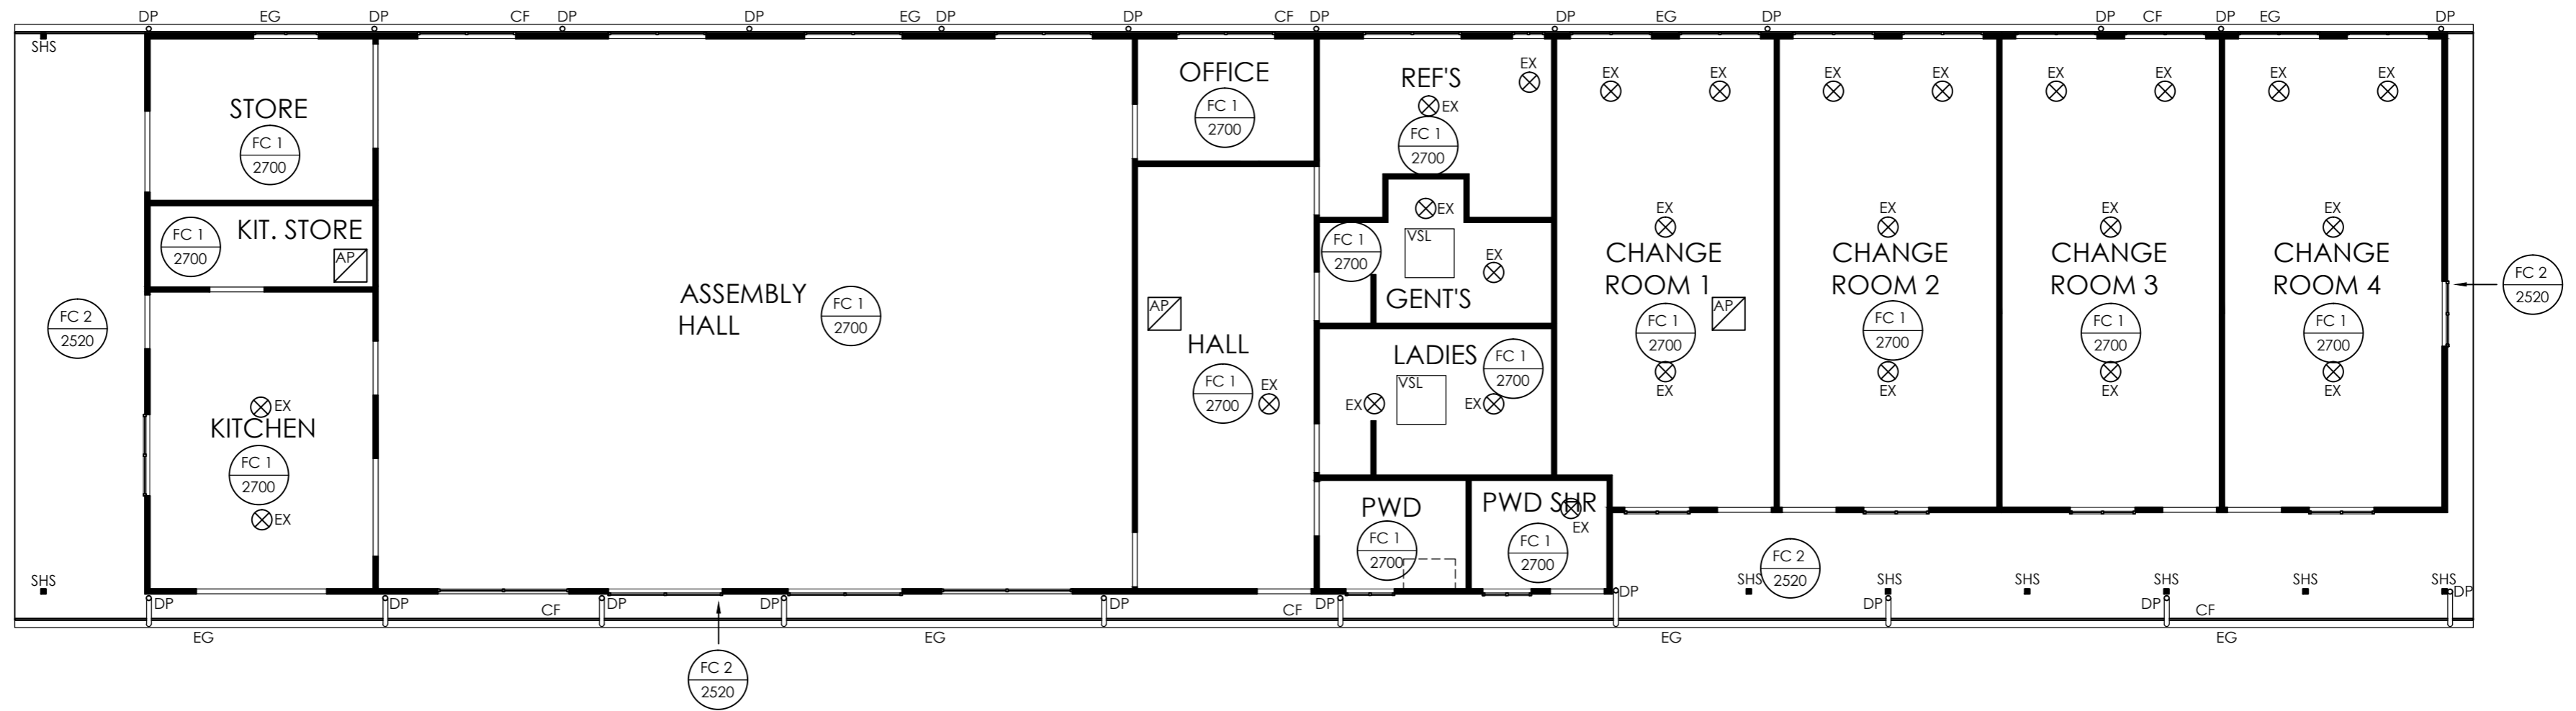 DP EG DP CF DP DP EG DP DP CF DP DP EG DP DP CF DP EG DP
SHS
STORE
FC 1
2700
KIT. STORE
FC 1
2700
AP
FC 2
2520
EX
KITCHEN
FC 1
2700
EX
SHS
ASSEMBLY
HALL
FC 1
2700
OFFICE
FC 1
2700
AP
HALL
FC 1
2700
EX
EX
REF'S
EX
FC 1
2700
EX
FC 1
2700
VSL
EX
GENT'S
LADIES
FC 1
2700
VSL
EX
EX
PWD
FC 1
2700
PWD SHR
EX
FC 1
2700
EX EX
EX
CHANGE
ROOM 1
AP
FC 1
2700
EX
EX EX
EX
CHANGE
ROOM 2
FC 1
2700
EX
EX EX
EX
CHANGE
ROOM 3
FC 1
2700
EX
EX EX
EX
CHANGE
ROOM 4
FC 1
2700
EX
FC 2
2520
FC 2
2520
SHS SHS SHS SHS SHS SHS
DP DP CF DP DP DP CF DP DP DP DP CF DP
EG EG EG EG
FC 2
2520